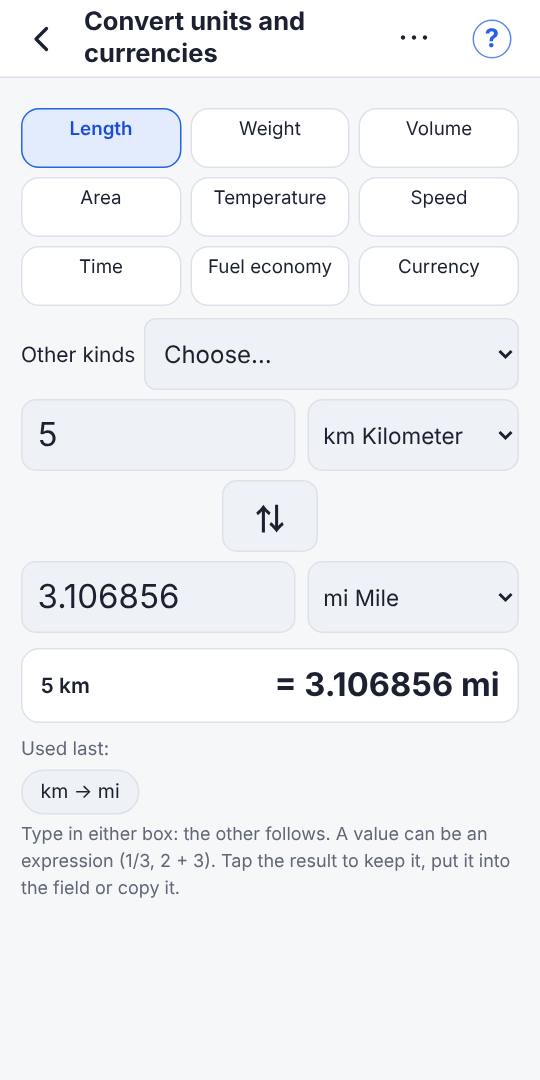 Convert units and
currencies
...
?
Length
Weight
Volume
Area
Temperature
Speed
Time
Fuel economy
Currency
Other kinds
Choose...
5
km Kilometer
3.106856
mi Mile
5 km
= 3.106856 mi
Used last:
km → mi
Type in either box: the other follows. A value can be an
expression (1/3, 2 + 3). Tap the result to keep it, put it into
the field or copy it.